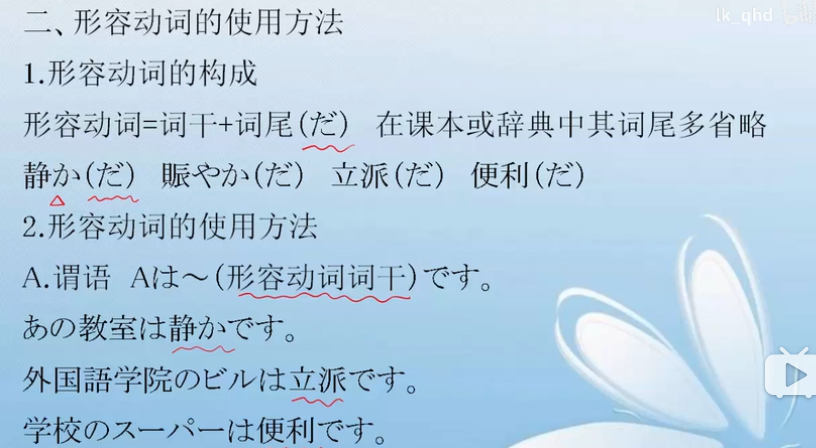 二、形容动词的使用方法
lk_qhd
1.形容动词的构成
形容动词=词干+词尾(だ) 在课本或辞典中其词尾多省略
静か(だ) 賑やか(だ) 立派(だ) 便利(だ)
2.形容动词的使用方法
A.谓语 Aは～(形容动词词干)です。
あの教室は静かです。
外国語学院のビルは立派です。
学校のスーパーは便利です。